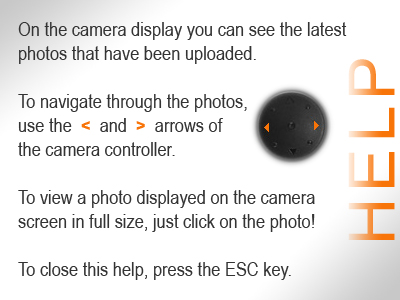 On the camera display you can see the latest
photos that have been uploaded.
To navigate through the photos,
use the < and > arrows of
the camera controller.
To view a photo displayed on the camera
screen in full size, just click on the photo!
To close this help, press the ESC key.
HELP